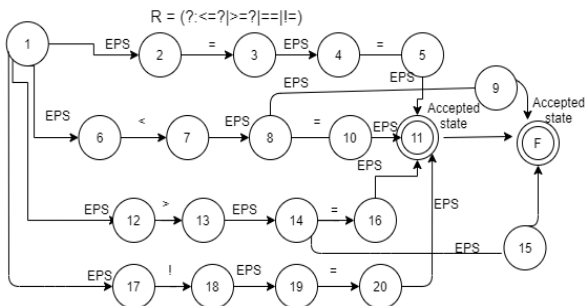 R = (?:<=?|>=?|==|!=)
1 EPS 2 = 3 EPS 4 = 5
EPS EPS 9
Accepted state
Accepted state
EPS 6 < 7 EPS 8 = 10 EPS 11 F
EPS
EPS 12 > 13 EPS 14 = 16 EPS
EPS 15
EPS 17 ! 18 EPS 19 = 20